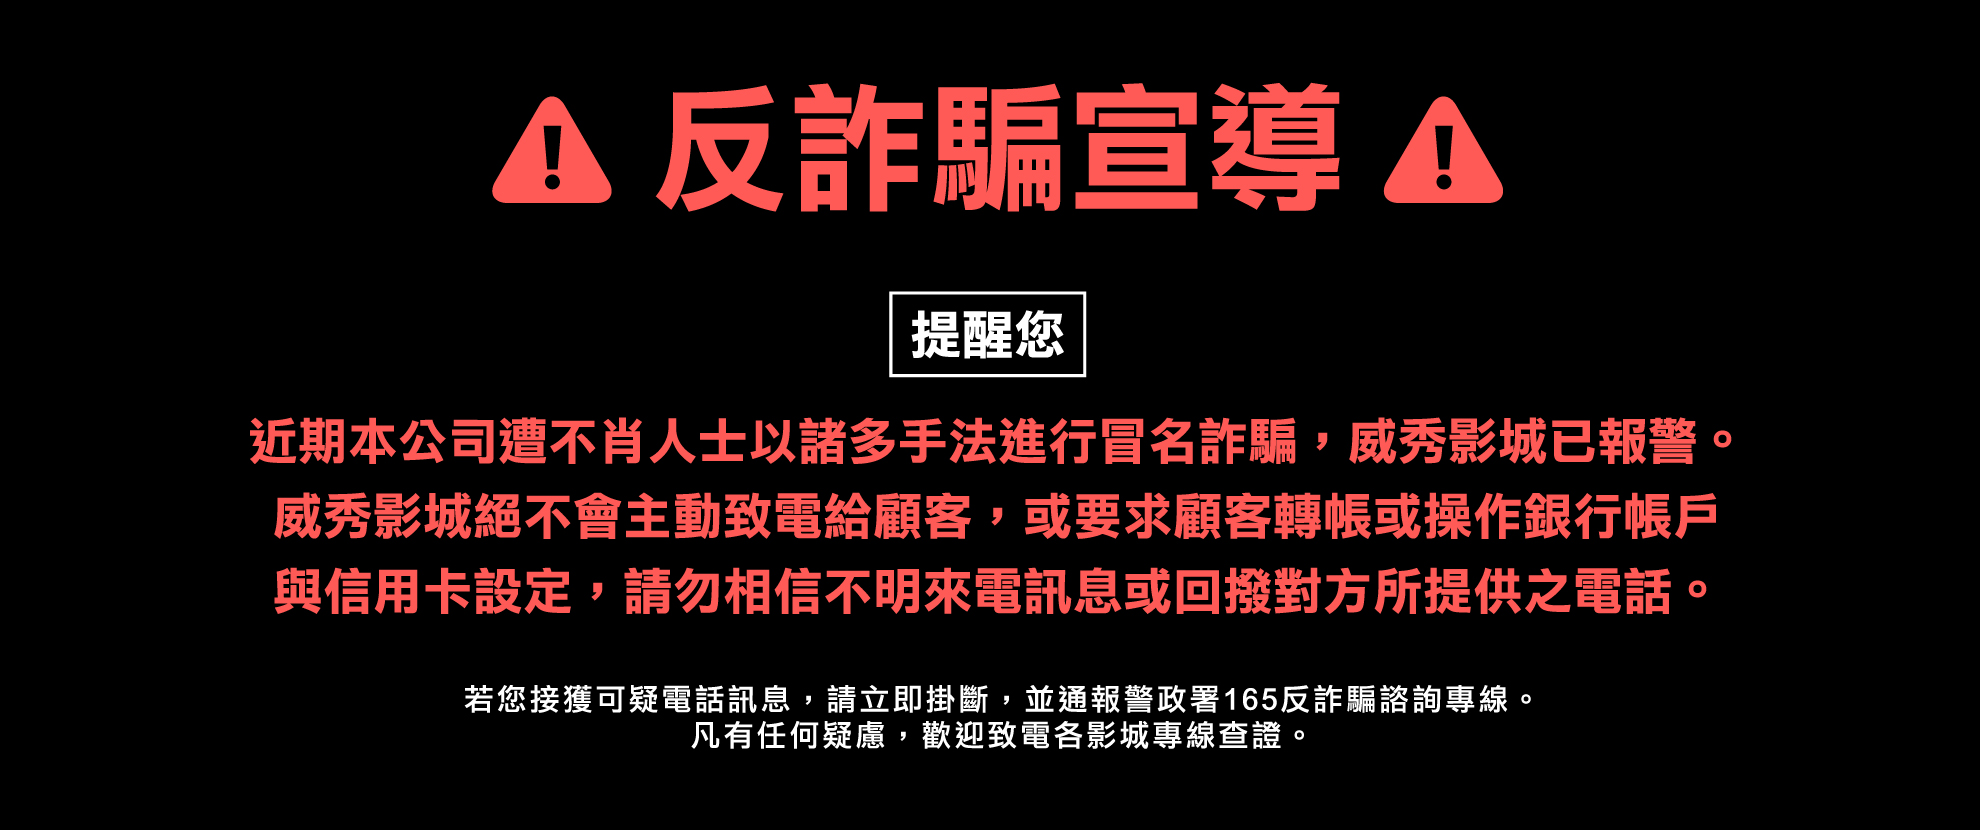 反詐騙宣導
提醒您
近期本公司遭不肖人士以諸多手法進行冒名詐騙，威秀影城已報警。
威秀影城絕不會主動致電給顧客，或要求顧客轉帳或操作銀行帳戶
與信用卡設定，請勿相信不明來電訊息或回撥對方所提供之電話。
若您接獲可疑電話訊息，請立即掛斷，並通報警政署165反詐騙諮詢專線。
凡有任何疑慮，歡迎致電各影城專線查證。